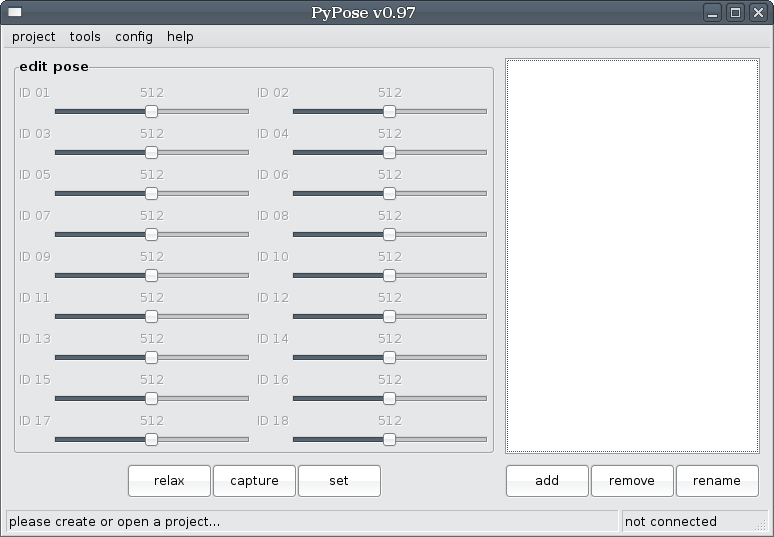 PyPose v0.97
project tools config help
edit pose
ID 01 512 ID 02 512
ID 03 512 ID 04 512
ID 05 512 ID 06 512
ID 07 512 ID 08 512
ID 09 512 ID 10 512
ID 11 512 ID 12 512
ID 13 512 ID 14 512
ID 15 512 ID 16 512
ID 17 512 ID 18 512
relax capture set add remove rename
please create or open a project... not connected